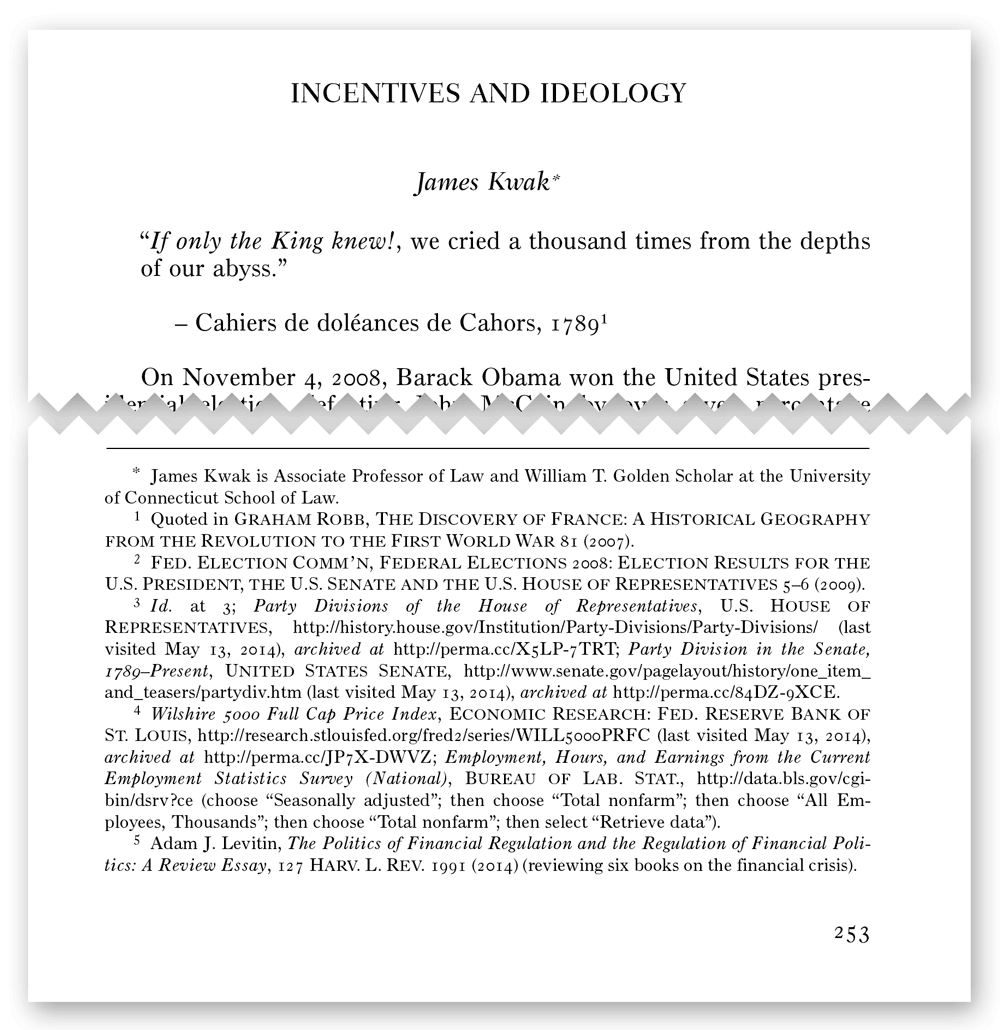 INCENTIVES AND IDEOLOGY
James Kwak*
“If only the King knew!, we cried a thousand times from the depths
of our abyss.”
– Cahiers de doléances de Cahors, 1789¹
On November 4, 2008, Barack Obama won the United States pres-
* James Kwak is Associate Professor of Law and William T. Golden Scholar at the University
of Connecticut School of Law.
¹ Quoted in GRAHAM ROBB, THE DISCOVERY OF FRANCE: A HISTORICAL GEOGRAPHY
FROM THE REVOLUTION TO THE FIRST WORLD WAR 81 (2007).
² FED. ELECTION COMM’N, FEDERAL ELECTIONS 2008: ELECTION RESULTS FOR THE
U.S. PRESIDENT, THE U.S. SENATE AND THE U.S. HOUSE OF REPRESENTATIVES 5–6 (2009).
³ Id. at 3; Party Divisions of the House of Representatives, U.S. HOUSE OF
REPRESENTATIVES, http://history.house.gov/Institution/Party-Divisions/Party-Divisions/ (last
visited May 13, 2014), archived at http://perma.cc/X5LP-7TRT; Party Division in the Senate,
1789–Present, UNITED STATES SENATE, http://www.senate.gov/pagelayout/history/one_item_
and_teasers/partydiv.htm (last visited May 13, 2014), archived at http://perma.cc/84DZ-9XCE.
⁴ Wilshire 5000 Full Cap Price Index, ECONOMIC RESEARCH: FED. RESERVE BANK OF
ST. LOUIS, http://research.stlouisfed.org/fred2/series/WILL5000PRFC (last visited May 13, 2014),
archived at http://perma.cc/JP7X-DWVZ; Employment, Hours, and Earnings from the Current
Employment Statistics Survey (National), BUREAU OF LAB. STAT., http://data.bls.gov/cgi-
bin/dsrv?ce (choose “Seasonally adjusted”; then choose “Total nonfarm”; then choose “All Em-
ployees, Thousands”; then choose “Total nonfarm”; then select “Retrieve data”).
⁵ Adam J. Levitin, The Politics of Financial Regulation and the Regulation of Financial Poli-
tics: A Review Essay, 127 HARV. L. REV. 1991 (2014) (reviewing six books on the financial crisis).
253